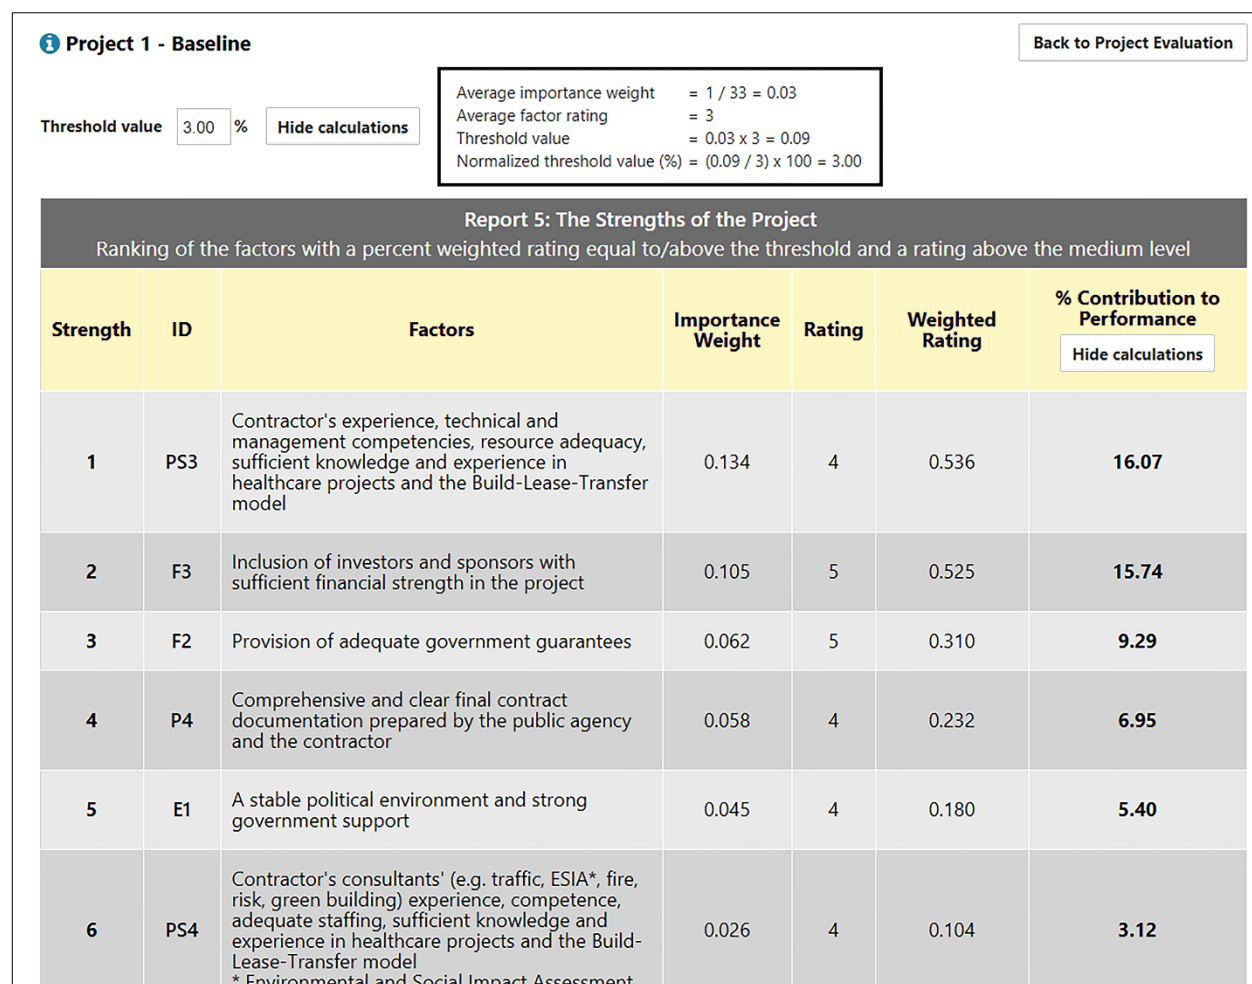 Project 1 - Baseline
Back to Project Evaluation
Threshold value 3.00 % Hide calculations
Average importance weight = 1 / 33 = 0.03
Average factor rating = 3
Threshold value = 0.03 x 3 = 0.09
Normalized threshold value (%) = (0.09 / 3) x 100 = 3.00
Report 5: The Strengths of the Project
Ranking of the factors with a percent weighted rating equal to/above the threshold and a rating above the medium level
Strength
ID
Factors
Importance
Weight
Rating
Weighted
Rating
% Contribution to
Performance
Hide calculations
1
PS3
Contractor's experience, technical and
management competencies, resource adequacy,
sufficient knowledge and experience in
healthcare projects and the Build-Lease-Transfer
model
0.134
4
0.536
16.07
2
F3
Inclusion of investors and sponsors with
sufficient financial strength in the project
0.105
5
0.525
15.74
3
F2
Provision of adequate government guarantees
0.062
5
0.310
9.29
4
P4
Comprehensive and clear final contract
documentation prepared by the public agency
and the contractor
0.058
4
0.232
6.95
5
E1
A stable political environment and strong
government support
0.045
4
0.180
5.40
6
PS4
Contractor's consultants' (e.g. traffic, ESIA*, fire,
risk, green building) experience, competence,
adequate staffing, sufficient knowledge and
experience in healthcare projects and the Build-
Lease-Transfer model
* Environmental and Social Impact Assessment
0.026
4
0.104
3.12